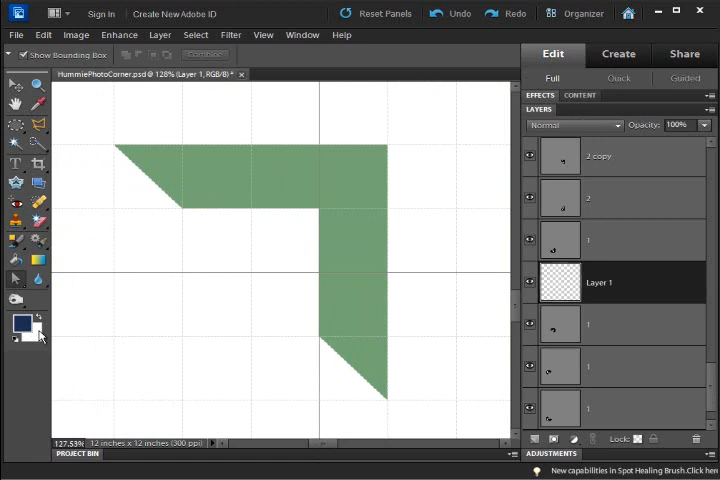 Sign In Create New Adobe ID Reset Panels Undo Redo Organizer
File Edit Image Enhance Layer Select Filter View Window Help
Show Bounding Box Combine Edit Create Share
HummiePhotoCorner.psd @ 128% (Layer 1, RGB/8) * Full Quick Guided
EFFECTS CONTENT
LAYERS
Normal Opacity: 100%
2 copy
2
1
Layer 1
1
1
1
127.53% 12 inches x 12 inches (300 ppi) Lock:
PROJECT BIN ADJUSTMENTS
New capabilities in Spot Healing Brush.Click here